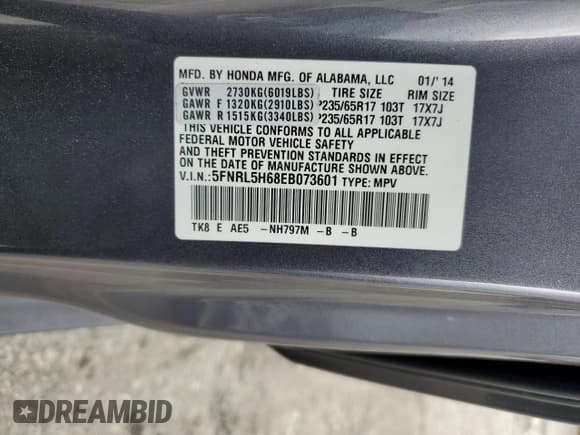 MFD. BY HONDA MFG. OF ALABAMA, LLC 01/'14
GVWR 2730KG(6019LBS) TIRE SIZE RIM SIZE
GAWR F 1320KG(2910LBS) P235/65R17 103T 17X7J
GAWR R 1515KG(3340LBS) P235/65R17 103T 17X7J
THIS VEHICLE CONFORMS TO ALL APPLICABLE
FEDERAL MOTOR VEHICLE SAFETY
AND THEFT PREVENTION STANDARDS IN EFFECT
ON THE DATE OF MANUFACTURE SHOWN ABOVE.
V.I.N.: 5FNRL5H68EB073601 TYPE: MPV
TK8 E AE5 -NH797M -B -B
DREAMBID